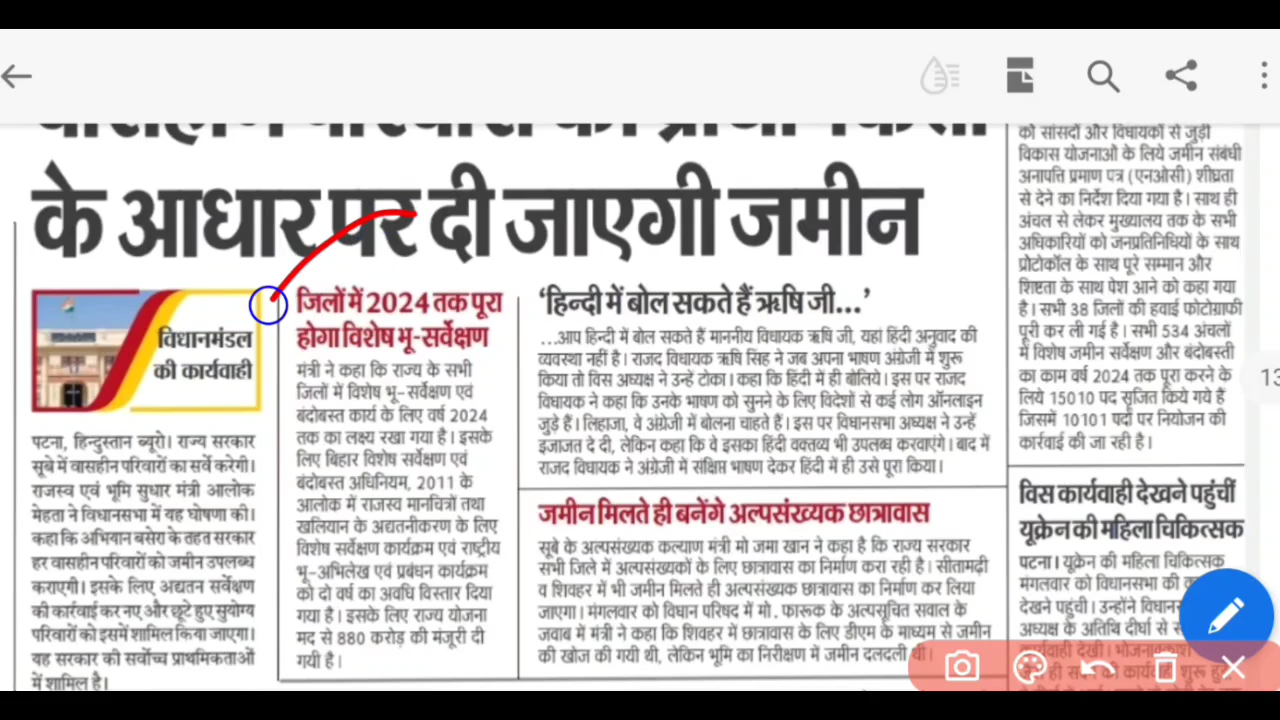 के आधार पर दी जाएगी जमीन
विधानमंडल
की कार्यवाही
पटना, हिन्दुस्तान ब्यूरो। राज्य सरकार
सूबे में वासहीन परिवारों का सर्वे करेगी।
राजस्व एवं भूमि सुधार मंत्री आलोक
मेहता ने विधानसभा में यह घोषणा की।
कहा कि अभियान बसेरा के तहत सरकार
हर वासहीन परिवारों को जमीन उपलब्ध
कराएगी। इसके लिए अद्यतन सर्वेक्षण
की कार्रवाई कर नए और छूटे हुए सुयोग्य
परिवारों को इसमें शामिल किया जाएगा।
यह सरकार की सर्वोच्च प्राथमिकताओं
में शामिल है।
जिलों में 2024 तक पूरा
होगा विशेष भू-सर्वेक्षण
मंत्री ने कहा कि राज्य के सभी
जिलों में विशेष भू-सर्वेक्षण एवं
बंदोबस्त कार्य के लिए वर्ष 2024
तक का लक्ष्य रखा गया है। इसके
लिए बिहार विशेष सर्वेक्षण एवं
बंदोबस्त अधिनियम, 2011 के
आलोक में राजस्व मानचित्रों तथा
खलियान के अद्यतनीकरण के लिए
विशेष सर्वेक्षण कार्यक्रम एवं राष्ट्रीय
भू-अभिलेख एवं प्रबंधन कार्यक्रम
को दो वर्ष का अवधि विस्तार दिया
गया है। इसके लिए राज्य योजना
मद से 880 करोड़ की मंजूरी दी
गयी है।
‘हिन्दी में बोल सकते हैं ऋषि जी...’
...आप हिन्दी में बोल सकते हैं माननीय विधायक ऋषि जी, यहां हिंदी अनुवाद की
व्यवस्था नहीं है। राजद विधायक ऋषि सिंह ने जब अपना भाषण अंग्रेजी में शुरू
किया तो विस अध्यक्ष ने उन्हें टोका। कहा कि हिंदी में ही बोलिये। इस पर राजद
विधायक ने कहा कि उनके भाषण को सुनने के लिए विदेशों से कई लोग ऑनलाइन
जुड़े हैं। लिहाजा, वे अंग्रेजी में बोलना चाहते हैं। इस पर विधानसभा अध्यक्ष ने उन्हें
इजाजत दे दी, लेकिन कहा कि वे इसका हिंदी वक्तव्य भी उपलब्ध करवाएंगे। बाद में
राजद विधायक ने अंग्रेजी में संक्षिप्त भाषण देकर हिंदी में ही उसे पूरा किया।
जमीन मिलते ही बनेंगे अल्पसंख्यक छात्रावास
सूबे के अल्पसंख्यक कल्याण मंत्री मो जमा खान ने कहा है कि राज्य सरकार
सभी जिले में अल्पसंख्यकों के लिए छात्रावास का निर्माण करा रही है। सीतामढ़ी
व शिवहर में भी जमीन मिलते ही अल्पसंख्यक छात्रावास का निर्माण कर लिया
जाएगा। मंगलवार को विधान परिषद में मो. फारूक के अल्पसूचित सवाल के
जवाब में मंत्री ने कहा कि शिवहर में छात्रावास के लिए डीएम के माध्यम से जमीन
की खोज की गयी थी, लेकिन भूमि का निरीक्षण में जमीन दलदली थी।
को सांसदों और विधायकों से जुड़ी
विकास योजनाओं के लिये जमीन संबंधी
अनापत्ति प्रमाण पत्र (एनओसी) शीघ्रता
से देने का निर्देश दिया गया है। साथ ही
अंचल से लेकर मुख्यालय तक के सभी
अधिकारियों को जनप्रतिनिधियों के साथ
प्रोटोकॉल के साथ पूरे सम्मान और
शिष्टता के साथ पेश आने को कहा गया
है। सभी 38 जिलों की हवाई फोटोग्राफी
पूरी कर ली गई है। सभी 534 अंचलों
में विशेष जमीन सर्वेक्षण और बंदोबस्ती
का काम वर्ष 2024 तक पूरा करने के
लिये 15010 पद सृजित किये गये हैं
जिसमें 10101 पदों पर नियोजन की
कार्रवाई की जा रही है।
विस कार्यवाही देखने पहुंचीं
यूक्रेन की महिला चिकित्सक
पटना। यूक्रेन की महिला चिकित्सक
मंगलवार को विधानसभा की
देखने पहुंची। उन्होंने
अध्यक्ष के अतिथि दीर्घा से
कार्यवाही देखी।
13